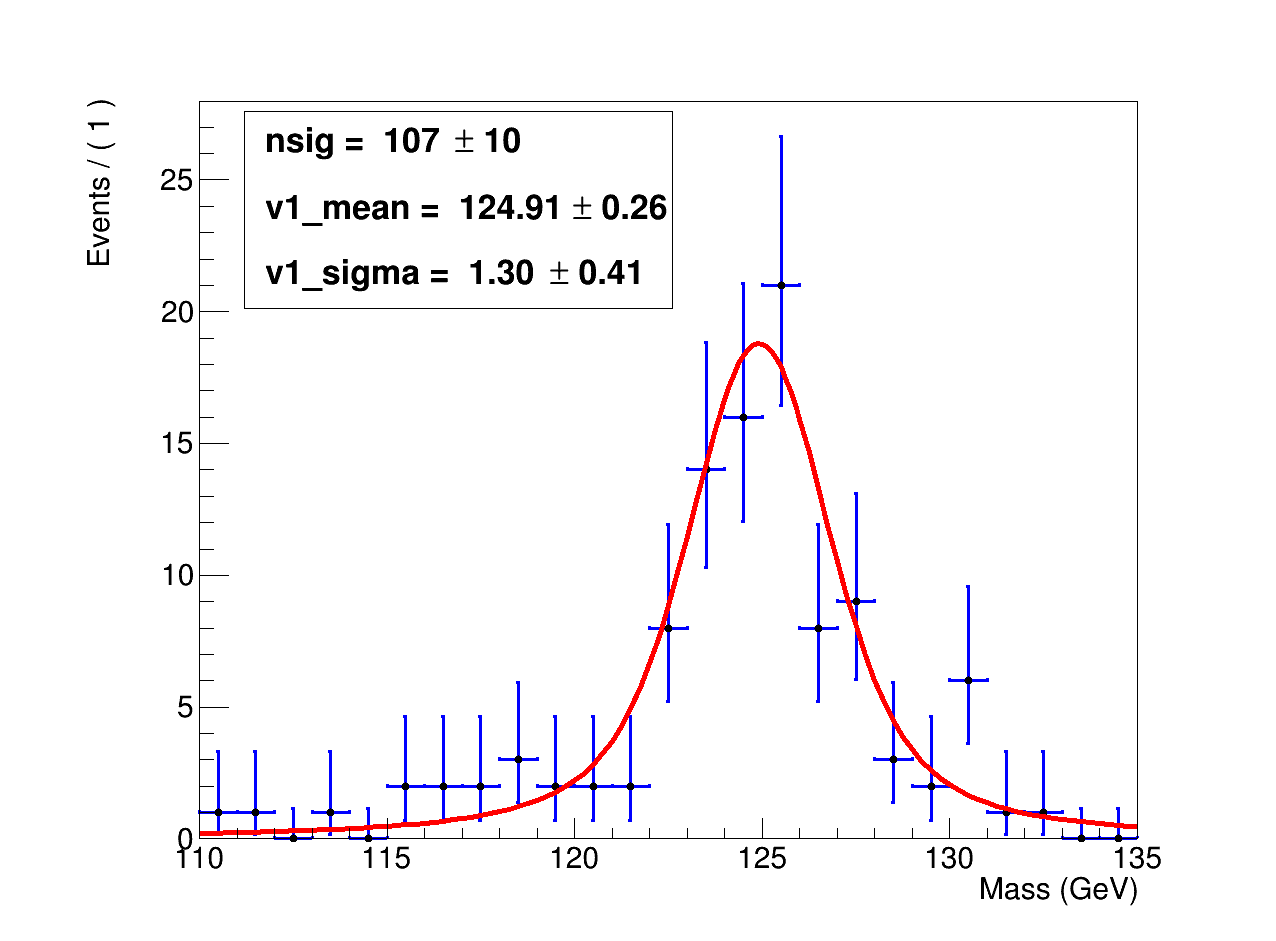 Events / ( 1 )
nsig = 107 ± 10
v1_mean = 124.91 ± 0.26
v1_sigma = 1.30 ± 0.41
25
20
15
10
5
0
110 115 120 125 130 135
Mass (GeV)